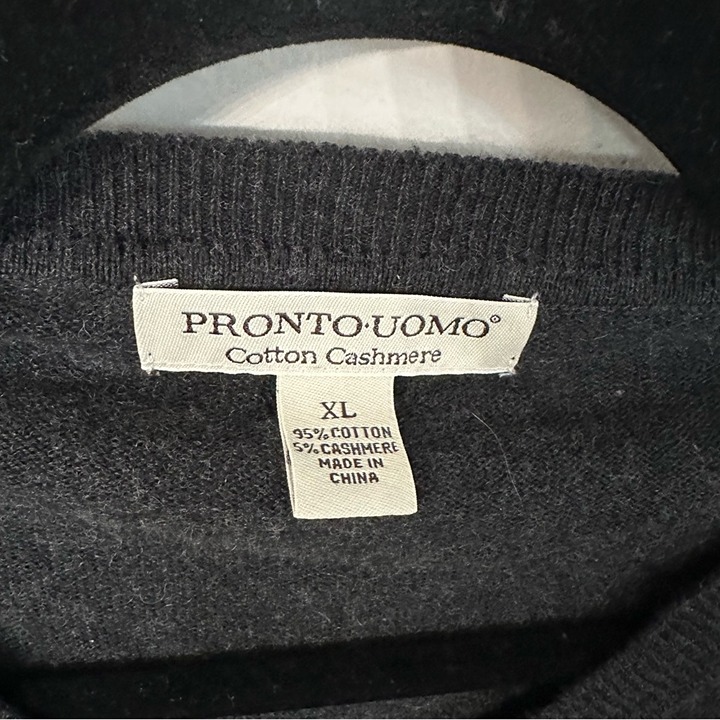 PRONTO·UOMO®
Cotton Cashmere
XL
95% COTTON
5% CASHMERE
MADE IN
CHINA